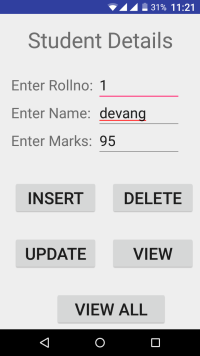 31% 11:21
Student Details
Enter Rollno: 1
Enter Name: devang
Enter Marks: 95
INSERT DELETE
UPDATE VIEW
VIEW ALL